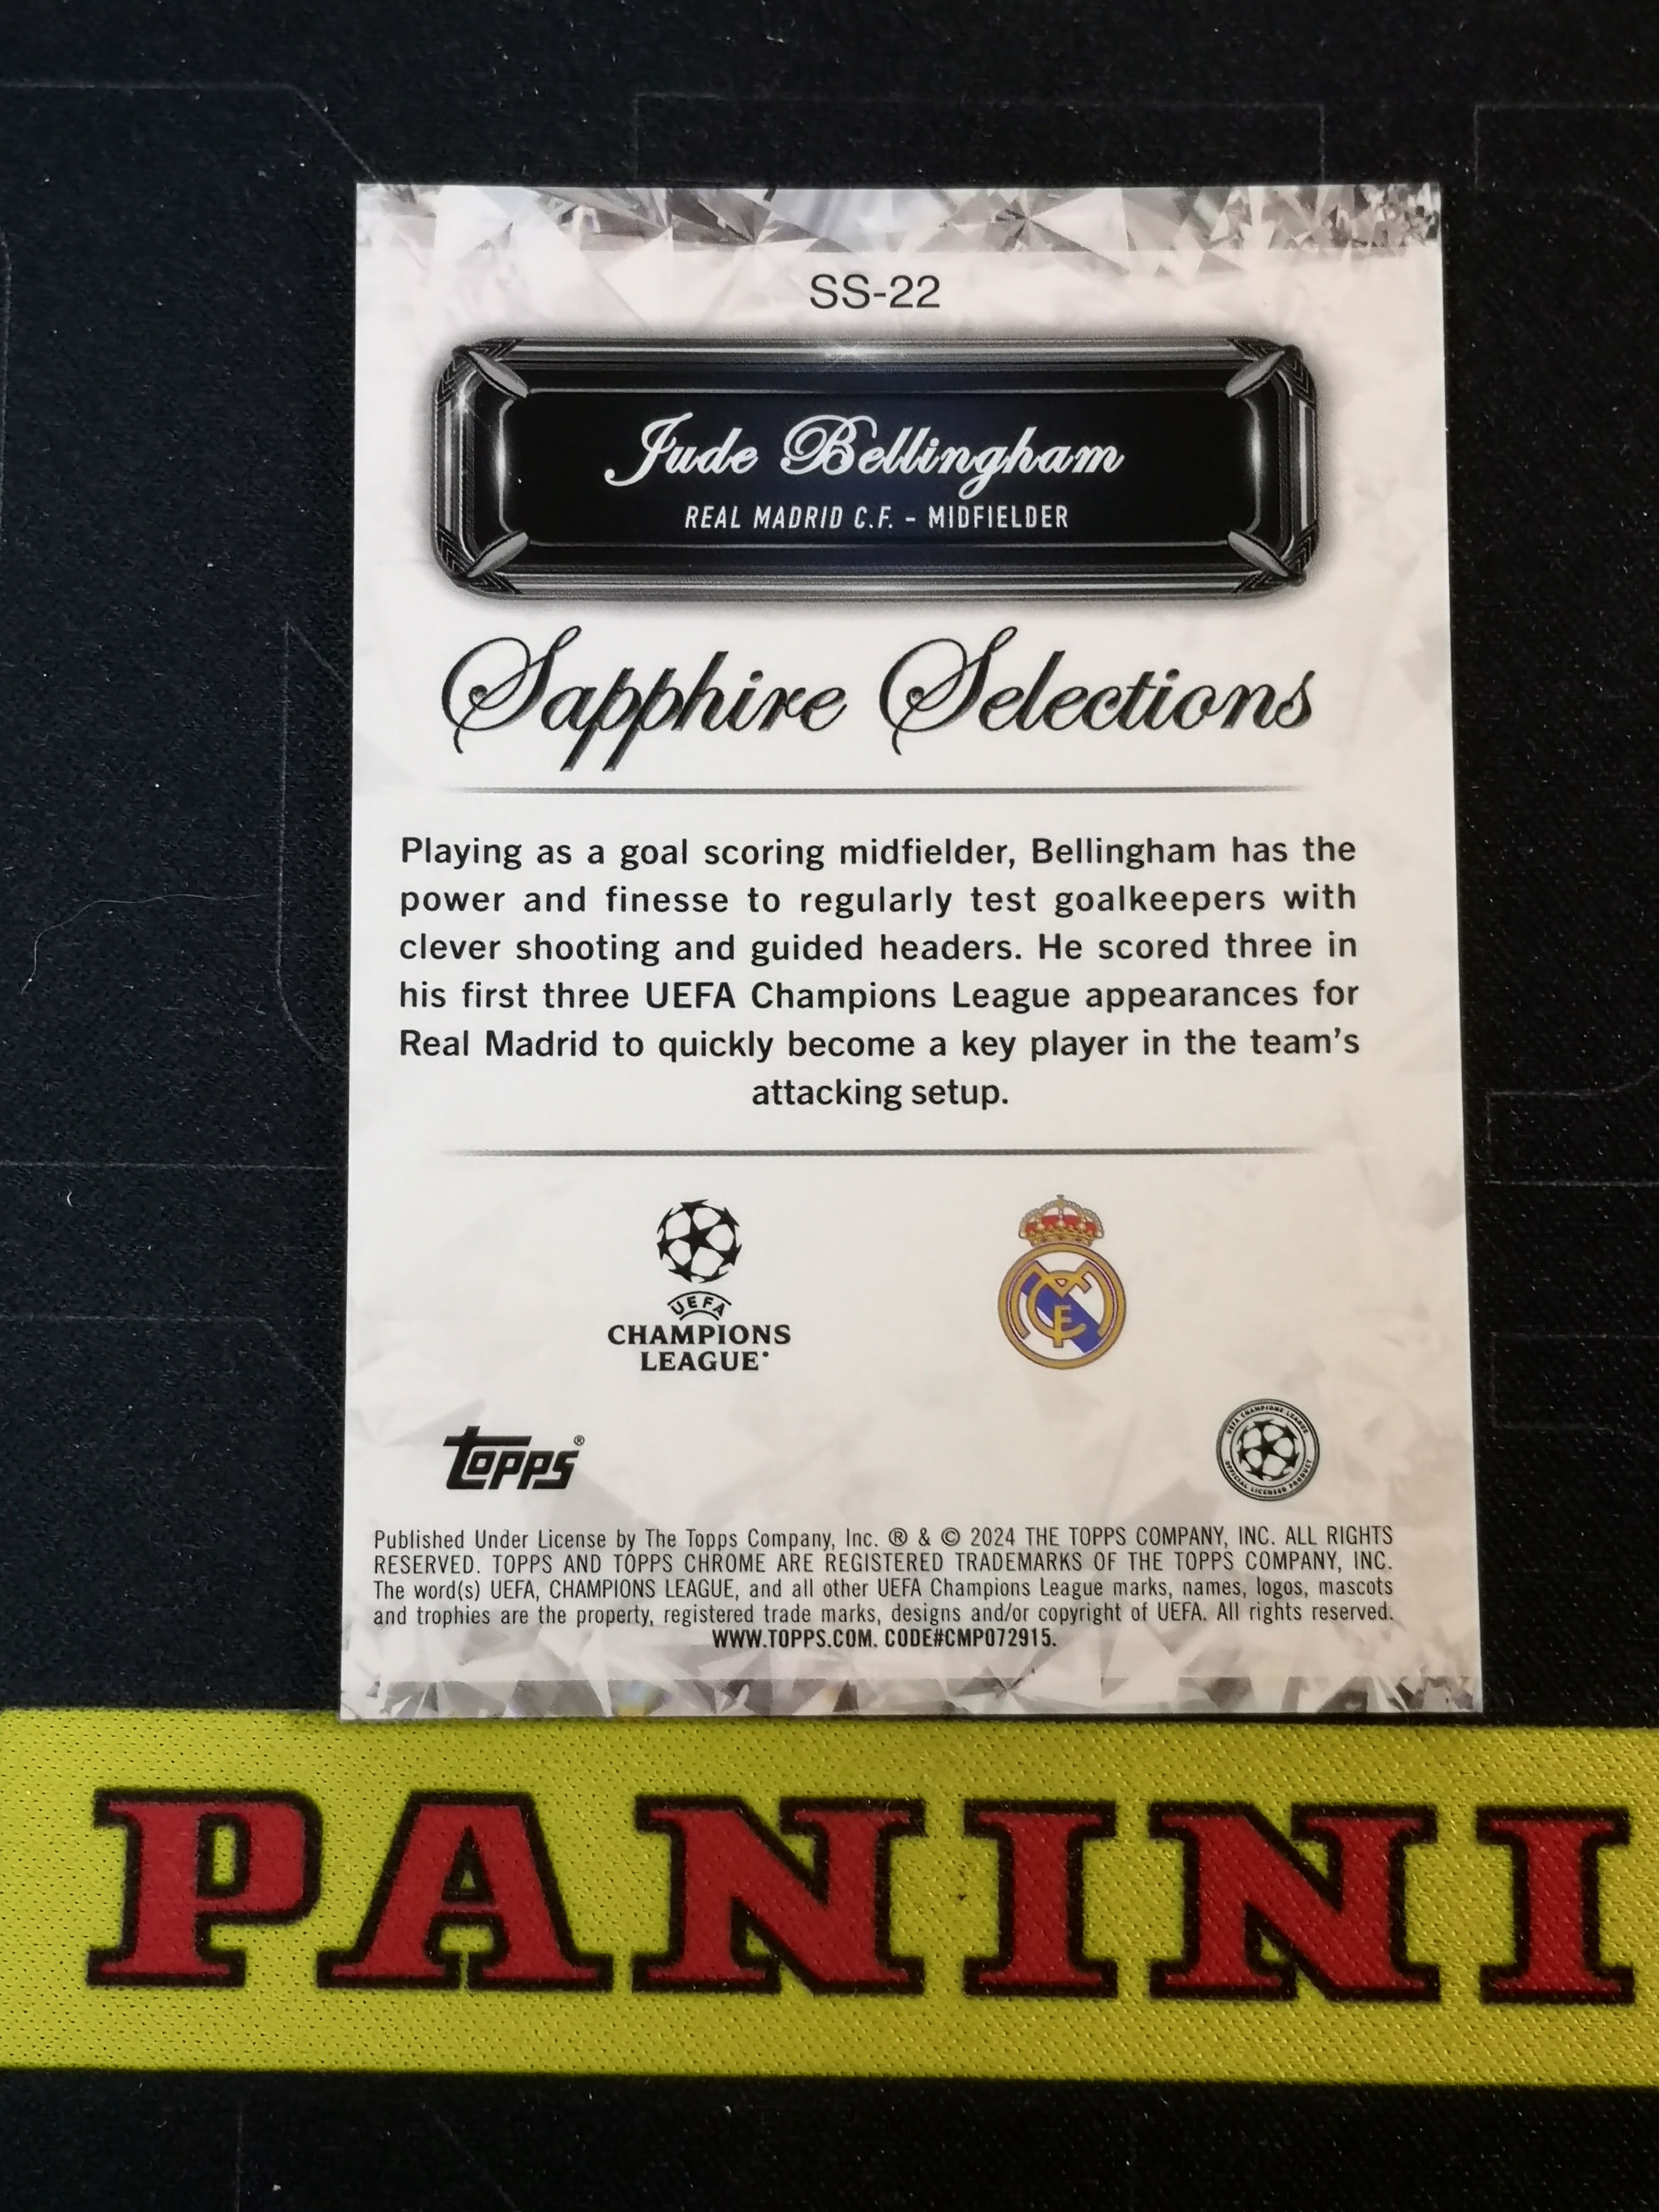 SS-22
Jude Bellingham
REAL MADRID C.F. - MIDFIELDER
Sapphire Selections
Playing as a goal scoring midfielder, Bellingham has the
power and finesse to regularly test goalkeepers with
clever shooting and guided headers. He scored three in
his first three UEFA Champions League appearances for
Real Madrid to quickly become a key player in the team's
attacking setup.
UEFA
CHAMPIONS
LEAGUE
Topps®
UEFA CHAMPIONS LEAGUE
OFFICIAL LICENSED PRODUCT
Published Under License by The Topps Company, Inc. ® & © 2024 THE TOPPS COMPANY, INC. ALL RIGHTS
RESERVED. TOPPS AND TOPPS CHROME ARE REGISTERED TRADEMARKS OF THE TOPPS COMPANY, INC.
The word(s) UEFA, CHAMPIONS LEAGUE, and all other UEFA Champions League marks, names, logos, mascots
and trophies are the property, registered trade marks, designs and/or copyright of UEFA. All rights reserved.
WWW.TOPPS.COM. CODE#CMP072915.
PANINI